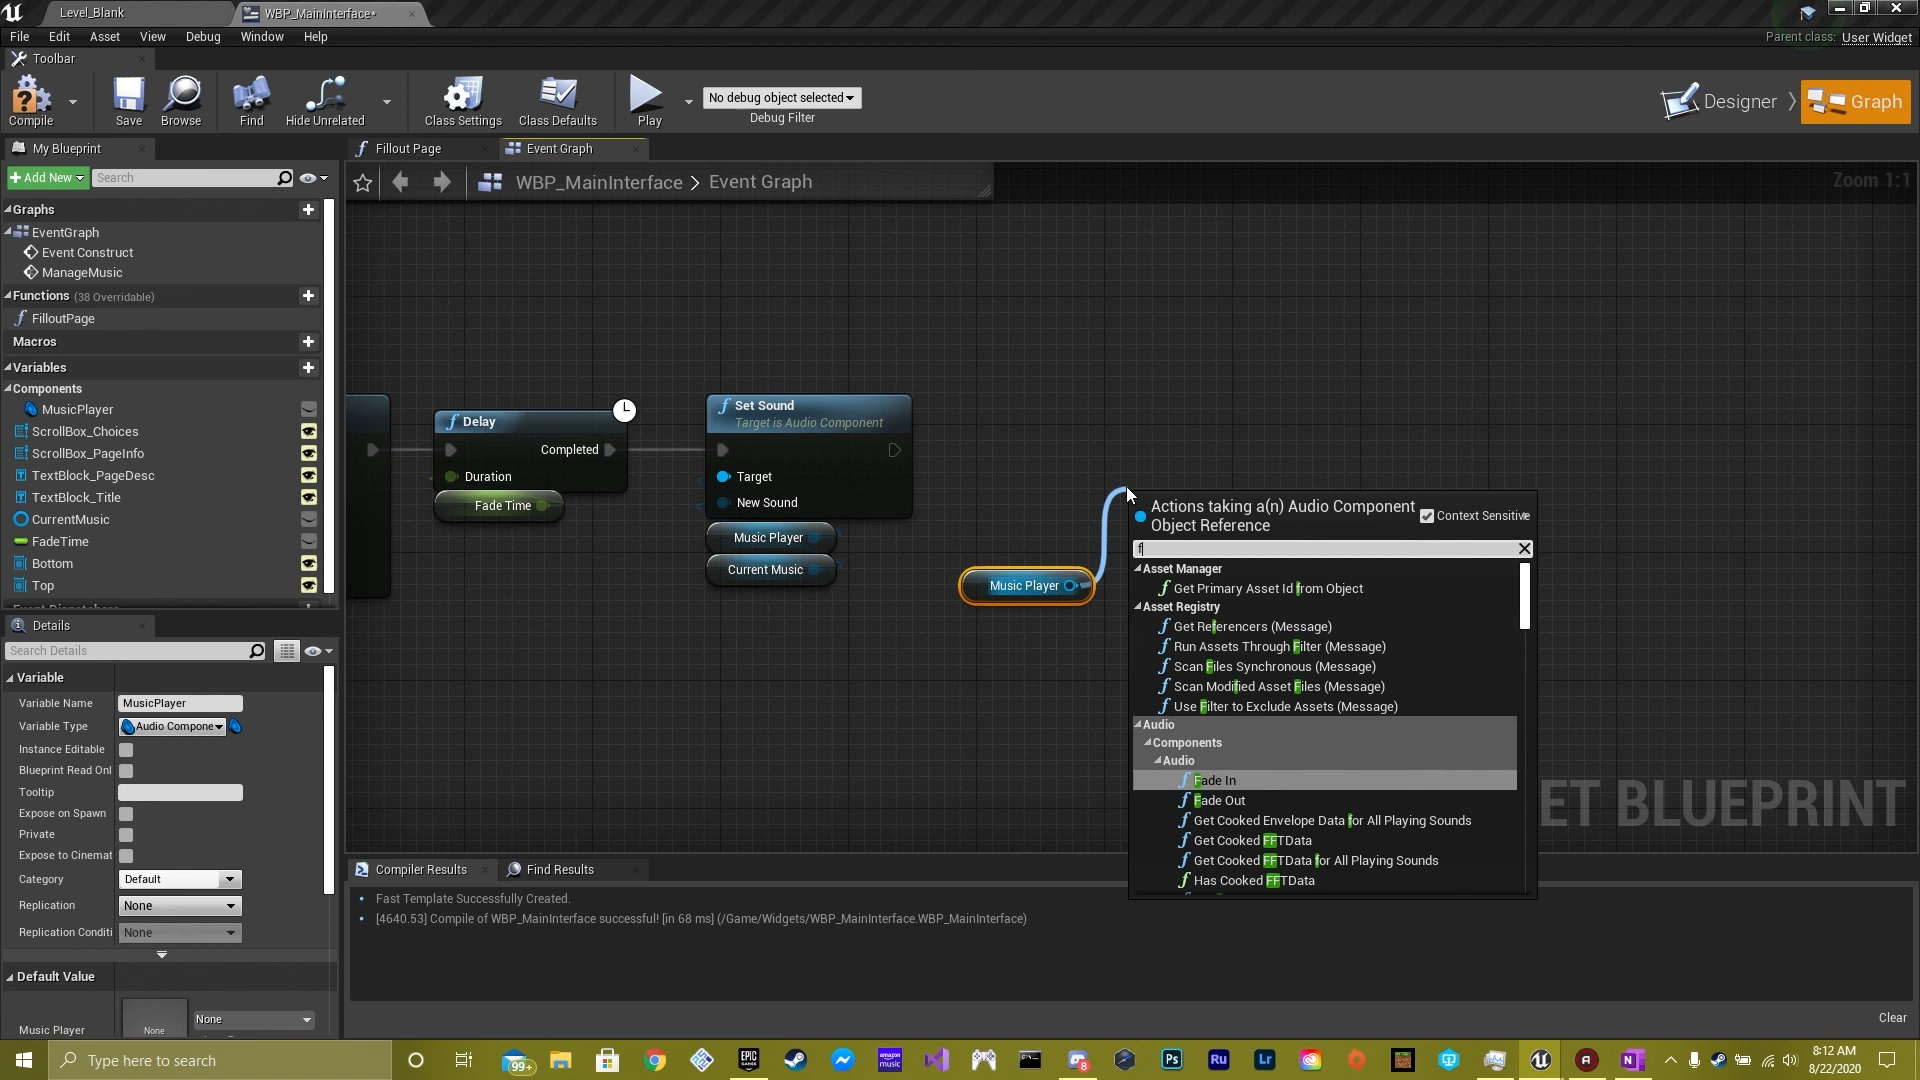 Level_Blank
WBP_MainInterface*
File Edit Asset View Debug Window Help
Parent class: User Widget
Toolbar
Compile
Save
Browse
Find
Hide Unrelated
Class Settings
Class Defaults
Play
No debug object selected
Debug Filter
Designer
Graph
My Blueprint
Add New
Search
Graphs
EventGraph
Event Construct
ManageMusic
Functions (38 Overridable)
FilloutPage
Macros
Variables
Components
MusicPlayer
ScrollBox_Choices
ScrollBox_PageInfo
TextBlock_PageDesc
TextBlock_Title
CurrentMusic
FadeTime
Bottom
Top
Event Dispatchers
Details
Search Details
Variable
Variable Name MusicPlayer
Variable Type Audio Compone
Instance Editable
Blueprint Read Onl
Tooltip
Expose on Spawn
Private
Expose to Cinemat
Category Default
Replication None
Replication Conditi None
Default Value
Music Player
None
None
Fillout Page
Event Graph
WBP_MainInterface > Event Graph
Zoom 1:1
Delay
Completed
Duration
Fade Time
Set Sound
Target is Audio Component
Target
New Sound
Music Player
Current Music
Music Player
Actions taking a(n) Audio Component
Object Reference
Context Sensitive
f
Asset Manager
Get Primary Asset Id from Object
Asset Registry
Get Referencers (Message)
Run Assets Through Filter (Message)
Scan Files Synchronous (Message)
Scan Modified Asset Files (Message)
Use Filter to Exclude Assets (Message)
Audio
Components
Audio
Fade In
Fade Out
Get Cooked Envelope Data for All Playing Sounds
Get Cooked FFTData
Get Cooked FFTData for All Playing Sounds
Has Cooked FFTData
ET BLUEPRINT
Compiler Results
Find Results
Fast Template Successfully Created.
[4640.53] Compile of WBP_MainInterface successful! [in 68 ms] (/Game/Widgets/WBP_MainInterface.WBP_MainInterface)
Clear
Type here to search
99+
EPIC
GAMES
amazon
music
8
Ps
Ru
Lr
N
8:12 AM
8/22/2020